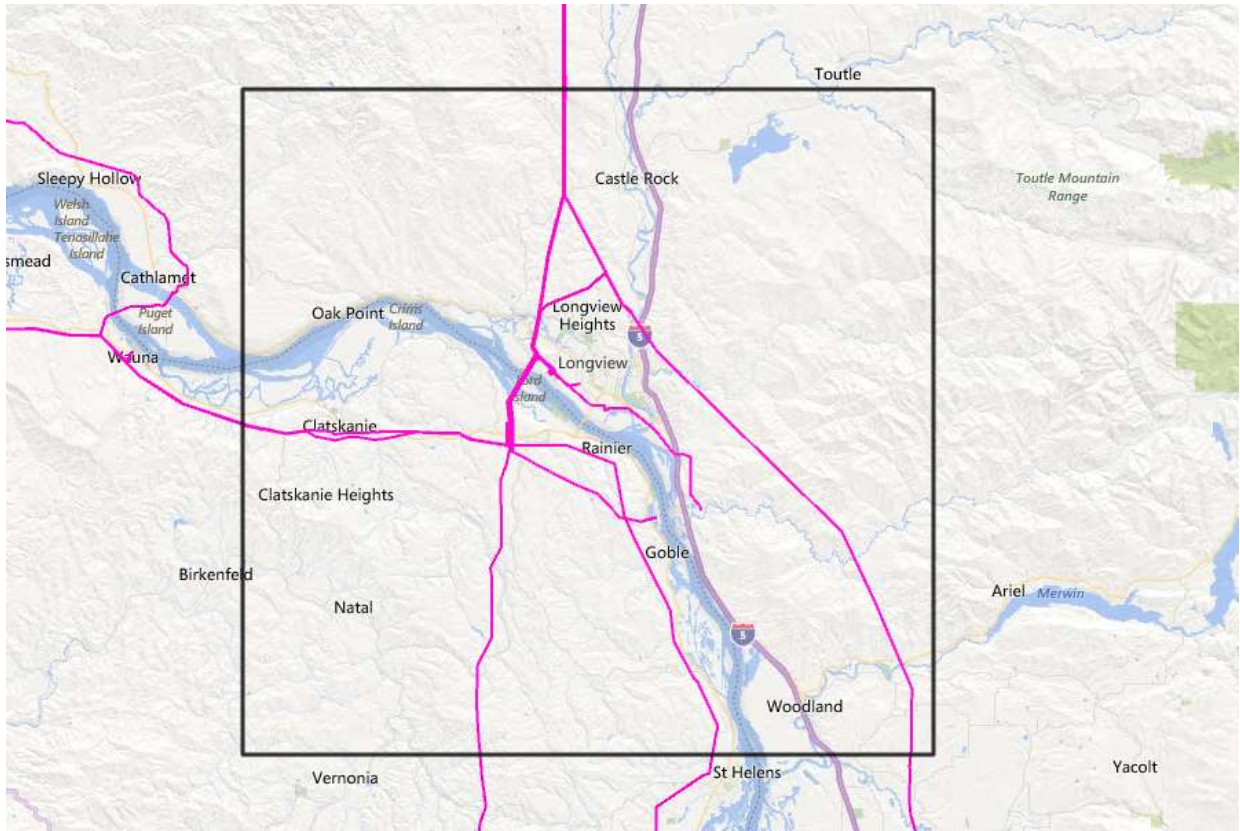 Toutle
Castle Rock
Sleepy Hollow
Toutle Mountain
Range
Welsh
Island
Tenasillahe
Island
smead
Cathlamet
Puget
Island
Oak Point
Crims
Island
Longview
Heights
5
Wauna
Longview
Lord
Island
Clatskanie
Rainier
Clatskanie Heights
Goble
Birkenfeld
Natal
Ariel
Merwin
5
Woodland
Vernonia
St Helens
Yacolt